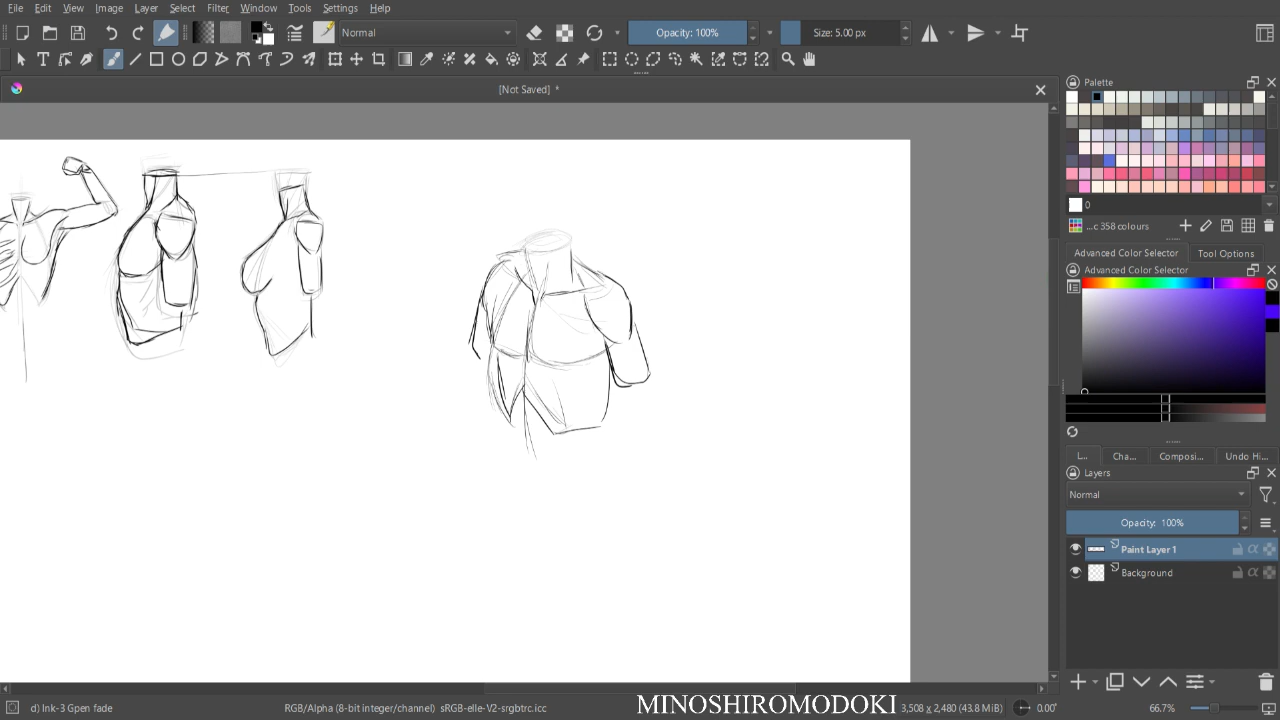 File Edit View Image Layer Select Filter Window Tools Settings Help
Normal Opacity: 100% Size: 5.00 px
[Not Saved] *
Palette
0
...c 358 colours
Advanced Color Selector Tool Options
Advanced Color Selector
L... Cha... Composi... Undo Hi...
Layers
Normal
Opacity: 100%
Paint Layer 1
Background
d) Ink-3 Gpen fade RGB/Alpha (8-bit integer/channel) sRGB-elle-V2-srgbtrc.icc MINOSHIROMODOKI 3,508 x 2,480 (43.8 MiB) 0.00° 66.7%